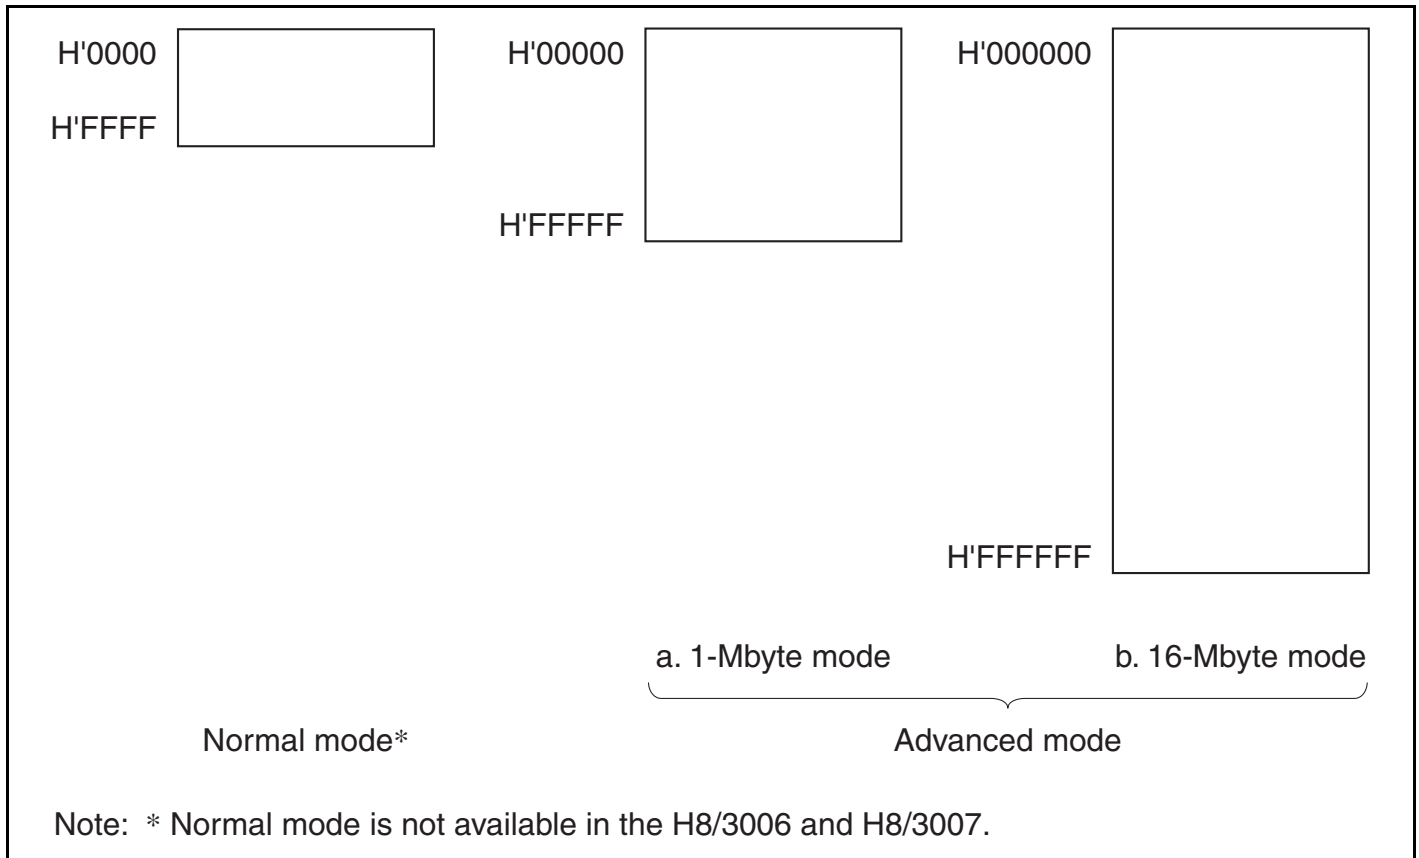 H'0000
H'FFFF
H'00000
H'FFFFF
H'000000
H'FFFFFF
a. 1-Mbyte mode
b. 16-Mbyte mode
Normal mode*
Advanced mode
Note: * Normal mode is not available in the H8/3006 and H8/3007.